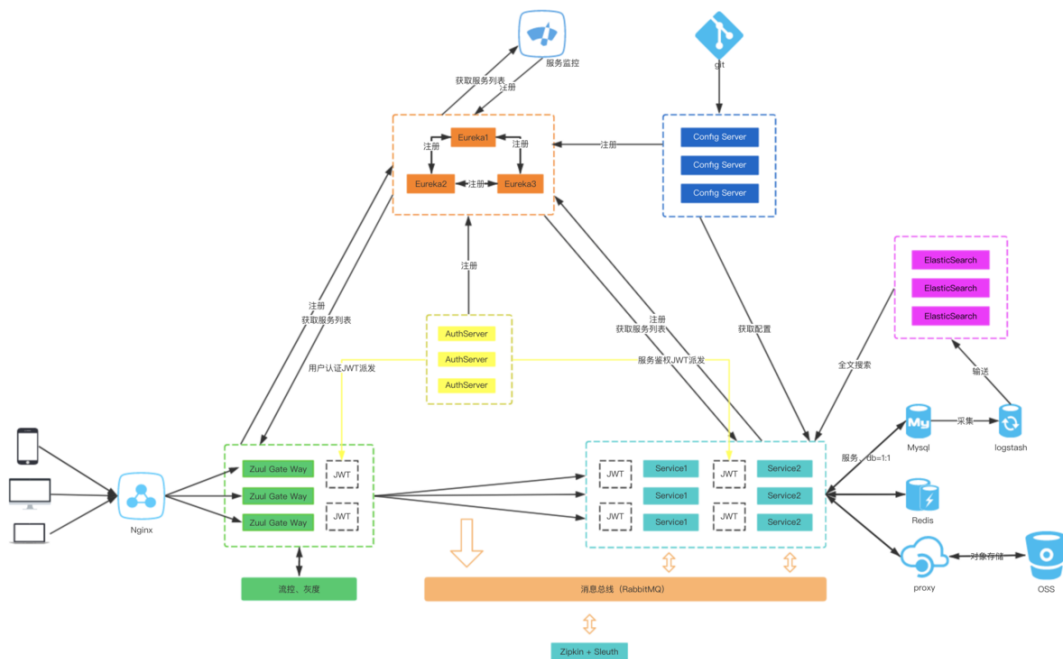 服务监控
git
获取服务列表
注册
Eureka1
注册
注册
Eureka2
注册
Eureka3
注册
Config Server
Config Server
Config Server
注册
获取服务列表
注册
AuthServer
AuthServer
AuthServer
注册
获取服务列表
获取配置
ElasticSearch
ElasticSearch
ElasticSearch
用户认证JWT派发
服务鉴权JWT派发
全文搜索
输送
Mysql
采集
logstash
服务：db=1:1
Nginx
Zuul Gate Way
Zuul Gate Way
Zuul Gate Way
JWT
JWT
JWT
JWT
Service1
Service1
Service1
JWT
JWT
Service2
Service2
Service2
Redis
proxy
对象存储
OSS
流控、灰度
消息总线（RabbitMQ）
Zipkin + Sleuth